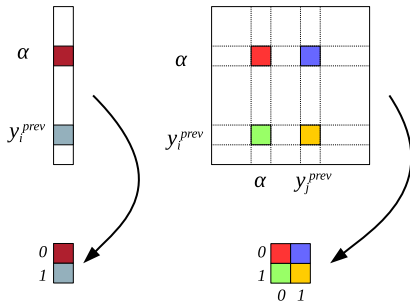 α
α
y_i^{prev}
y_i^{prev}
α
y_j^{prev}
0
1
0
1
0 1